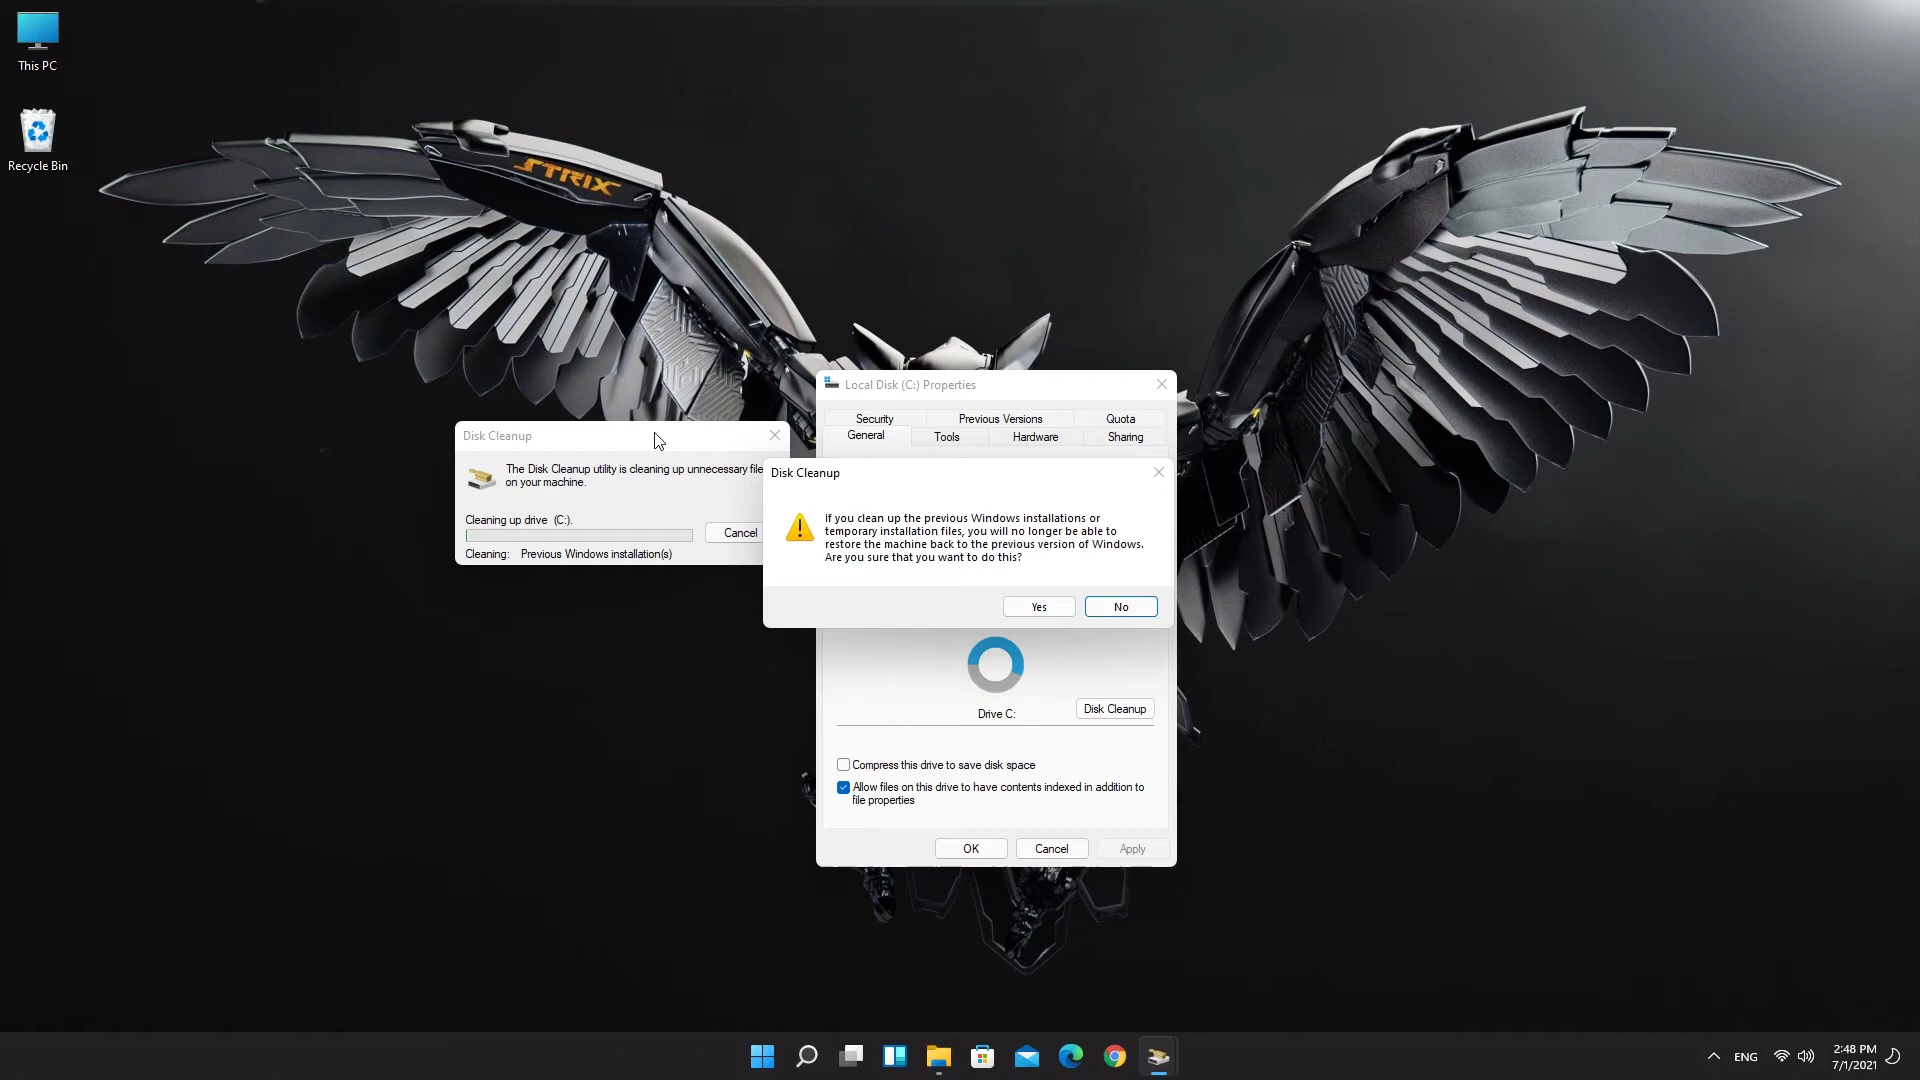 This PC
Recycle Bin
STRIX
Local Disk (C:) Properties
Security Previous Versions Quota
General Tools Hardware Sharing
Disk Cleanup
The Disk Cleanup utility is cleaning up unnecessary file
on your machine.
Cleaning up drive (C:).
Cancel
Cleaning: Previous Windows installation(s)
Disk Cleanup
If you clean up the previous Windows installations or
temporary installation files, you will no longer be able to
restore the machine back to the previous version of Windows.
Are you sure that you want to do this?
Yes No
Drive C:
Disk Cleanup
Compress this drive to save disk space
Allow files on this drive to have contents indexed in addition to
file properties
OK Cancel Apply
ENG
2:48 PM
7/1/2021